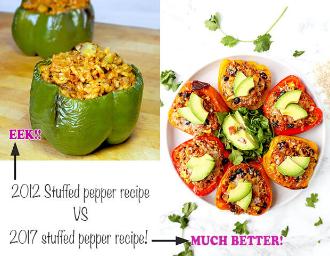 EEK!!
2012 Stuffed pepper recipe
VS
2017 stuffed pepper recipe!
MUCH BETTER!